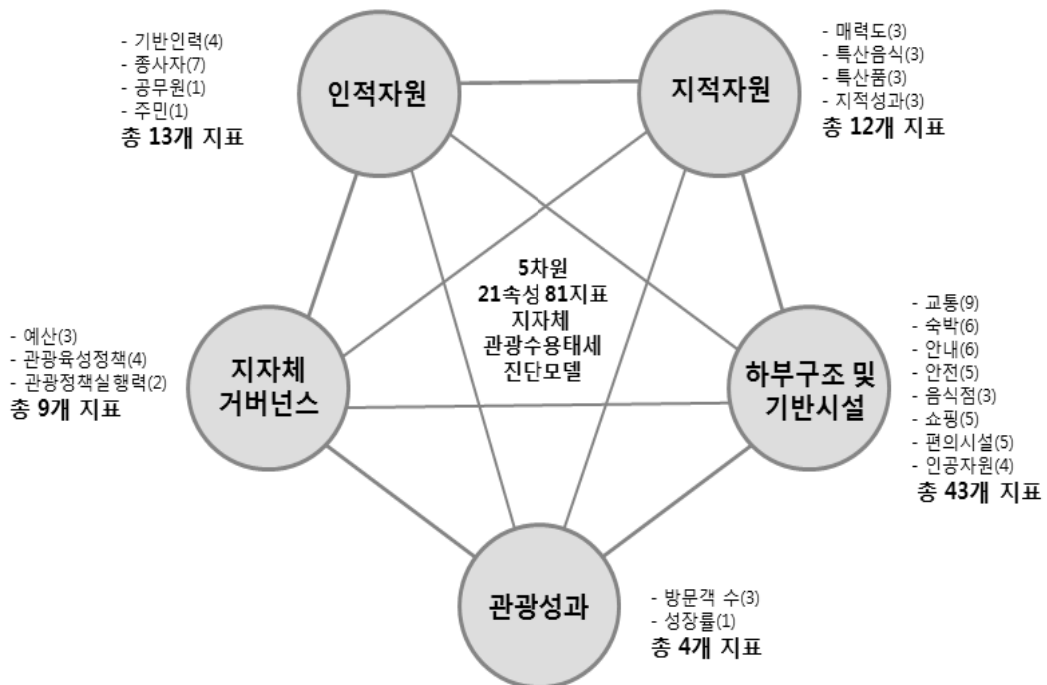 - 기반인력(4)
- 종사자(7)
- 공무원(1)
- 주민(1)
총 13개 지표
인적자원
지적자원
- 매력도(3)
- 특산음식(3)
- 특산품(3)
- 지적성과(3)
총 12개 지표
5차원
21속성 81지표
지자체
관광수용태세
진단모델
- 예산(3)
- 관광육성정책(4)
- 관광정책실행력(2)
총 9개 지표
지자체
거버넌스
하부구조 및
기반시설
- 교통(9)
- 숙박(6)
- 안내(6)
- 안전(5)
- 음식점(3)
- 쇼핑(5)
- 편의시설(5)
- 인공자원(4)
총 43개 지표
관광성과
- 방문객 수(3)
- 성장률(1)
총 4개 지표